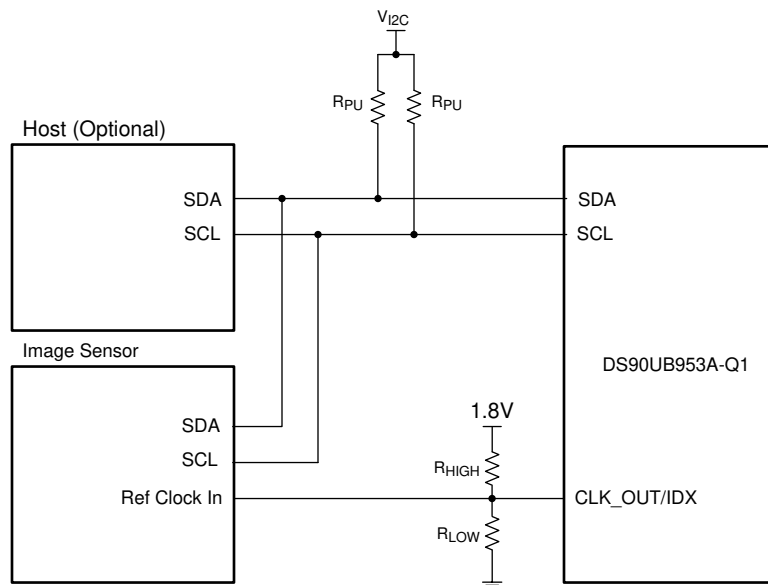 V_I2C
R_PU
R_PU
Host (Optional)
SDA
SCL
SDA
SCL
Image Sensor
DS90UB953A-Q1
SDA
SCL
Ref Clock In
1.8V
R_HIGH
R_LOW
CLK_OUT/IDX